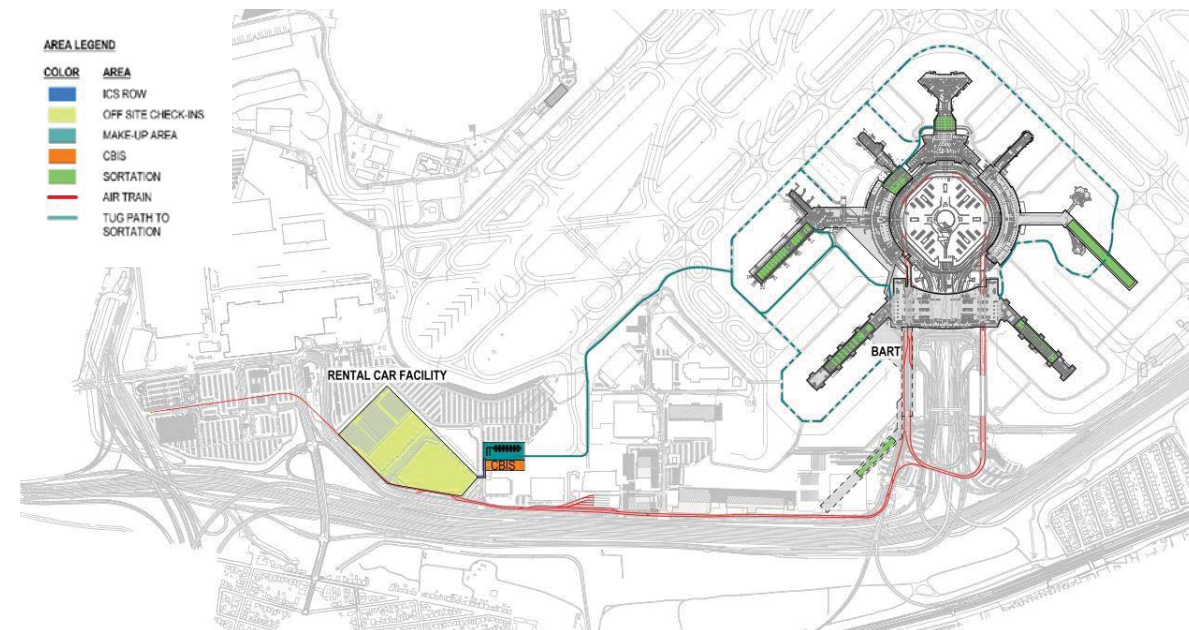 AREA LEGEND
COLOR AREA
ICS ROW
OFF SITE CHECK-INS
MAKE-UP AREA
CBIS
SORTATION
AIR TRAIN
TUG PATH TO
SORTATION
RENTAL CAR FACILITY
CBIS
BART